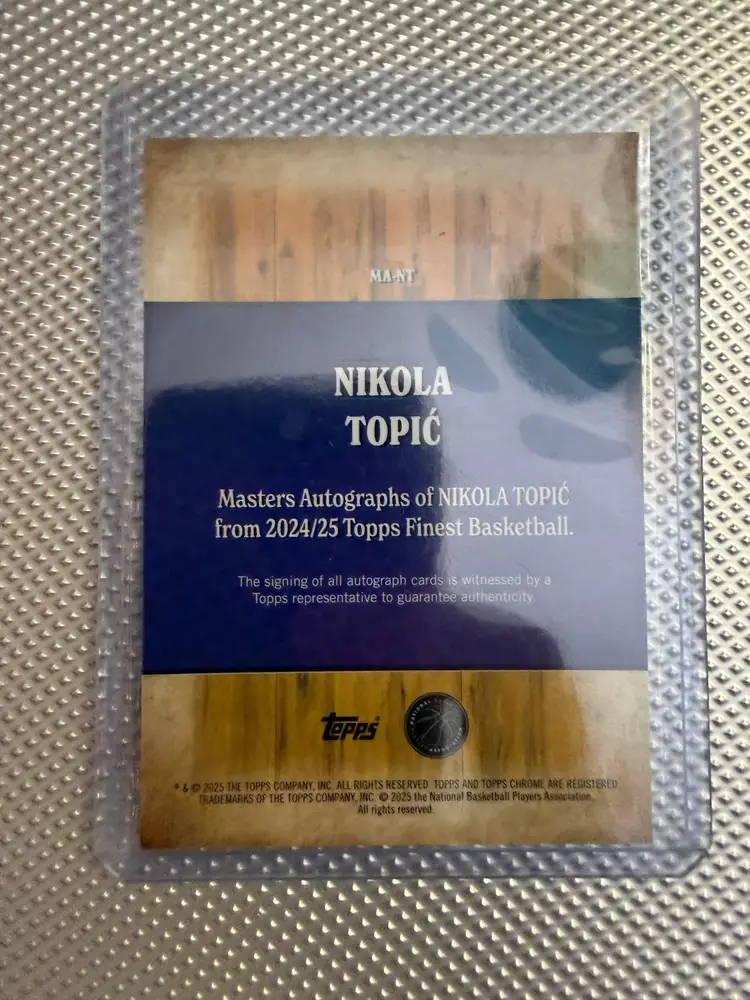 MA-NT
NIKOLA
TOPIĆ
Masters Autographs of NIKOLA TOPIĆ
from 2024/25 Topps Finest Basketball.
The signing of all autograph cards is witnessed by a
Topps representative to guarantee authenticity.
topps
NATIONAL
® & © 2025 THE TOPPS COMPANY, INC. ALL RIGHTS RESERVED. TOPPS AND TOPPS CHROME ARE REGISTERED
TRADEMARKS OF THE TOPPS COMPANY, INC. © 2025 the National Basketball Players Association.
All rights reserved.